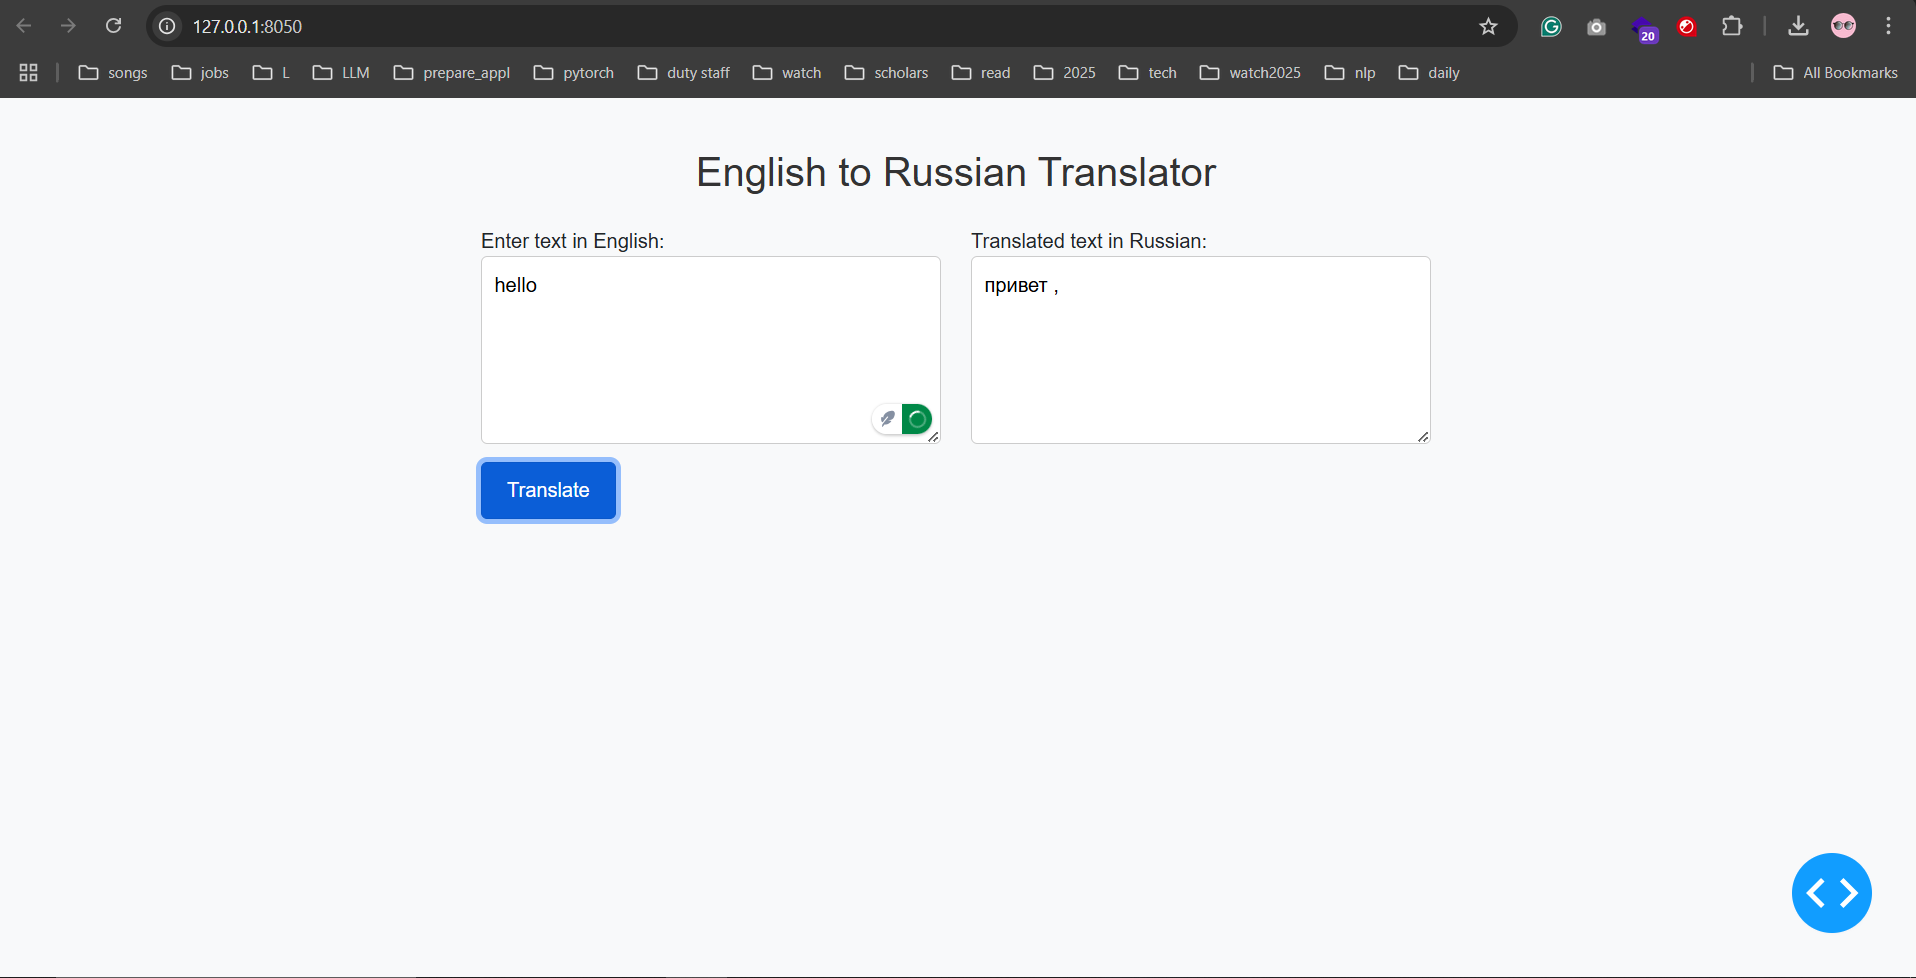 127.0.0.1:8050
20
songs jobs L LLM prepare_appl pytorch duty staff watch scholars read 2025 tech watch2025 nlp daily All Bookmarks
English to Russian Translator
Enter text in English: Translated text in Russian:
hello привет ,
Translate